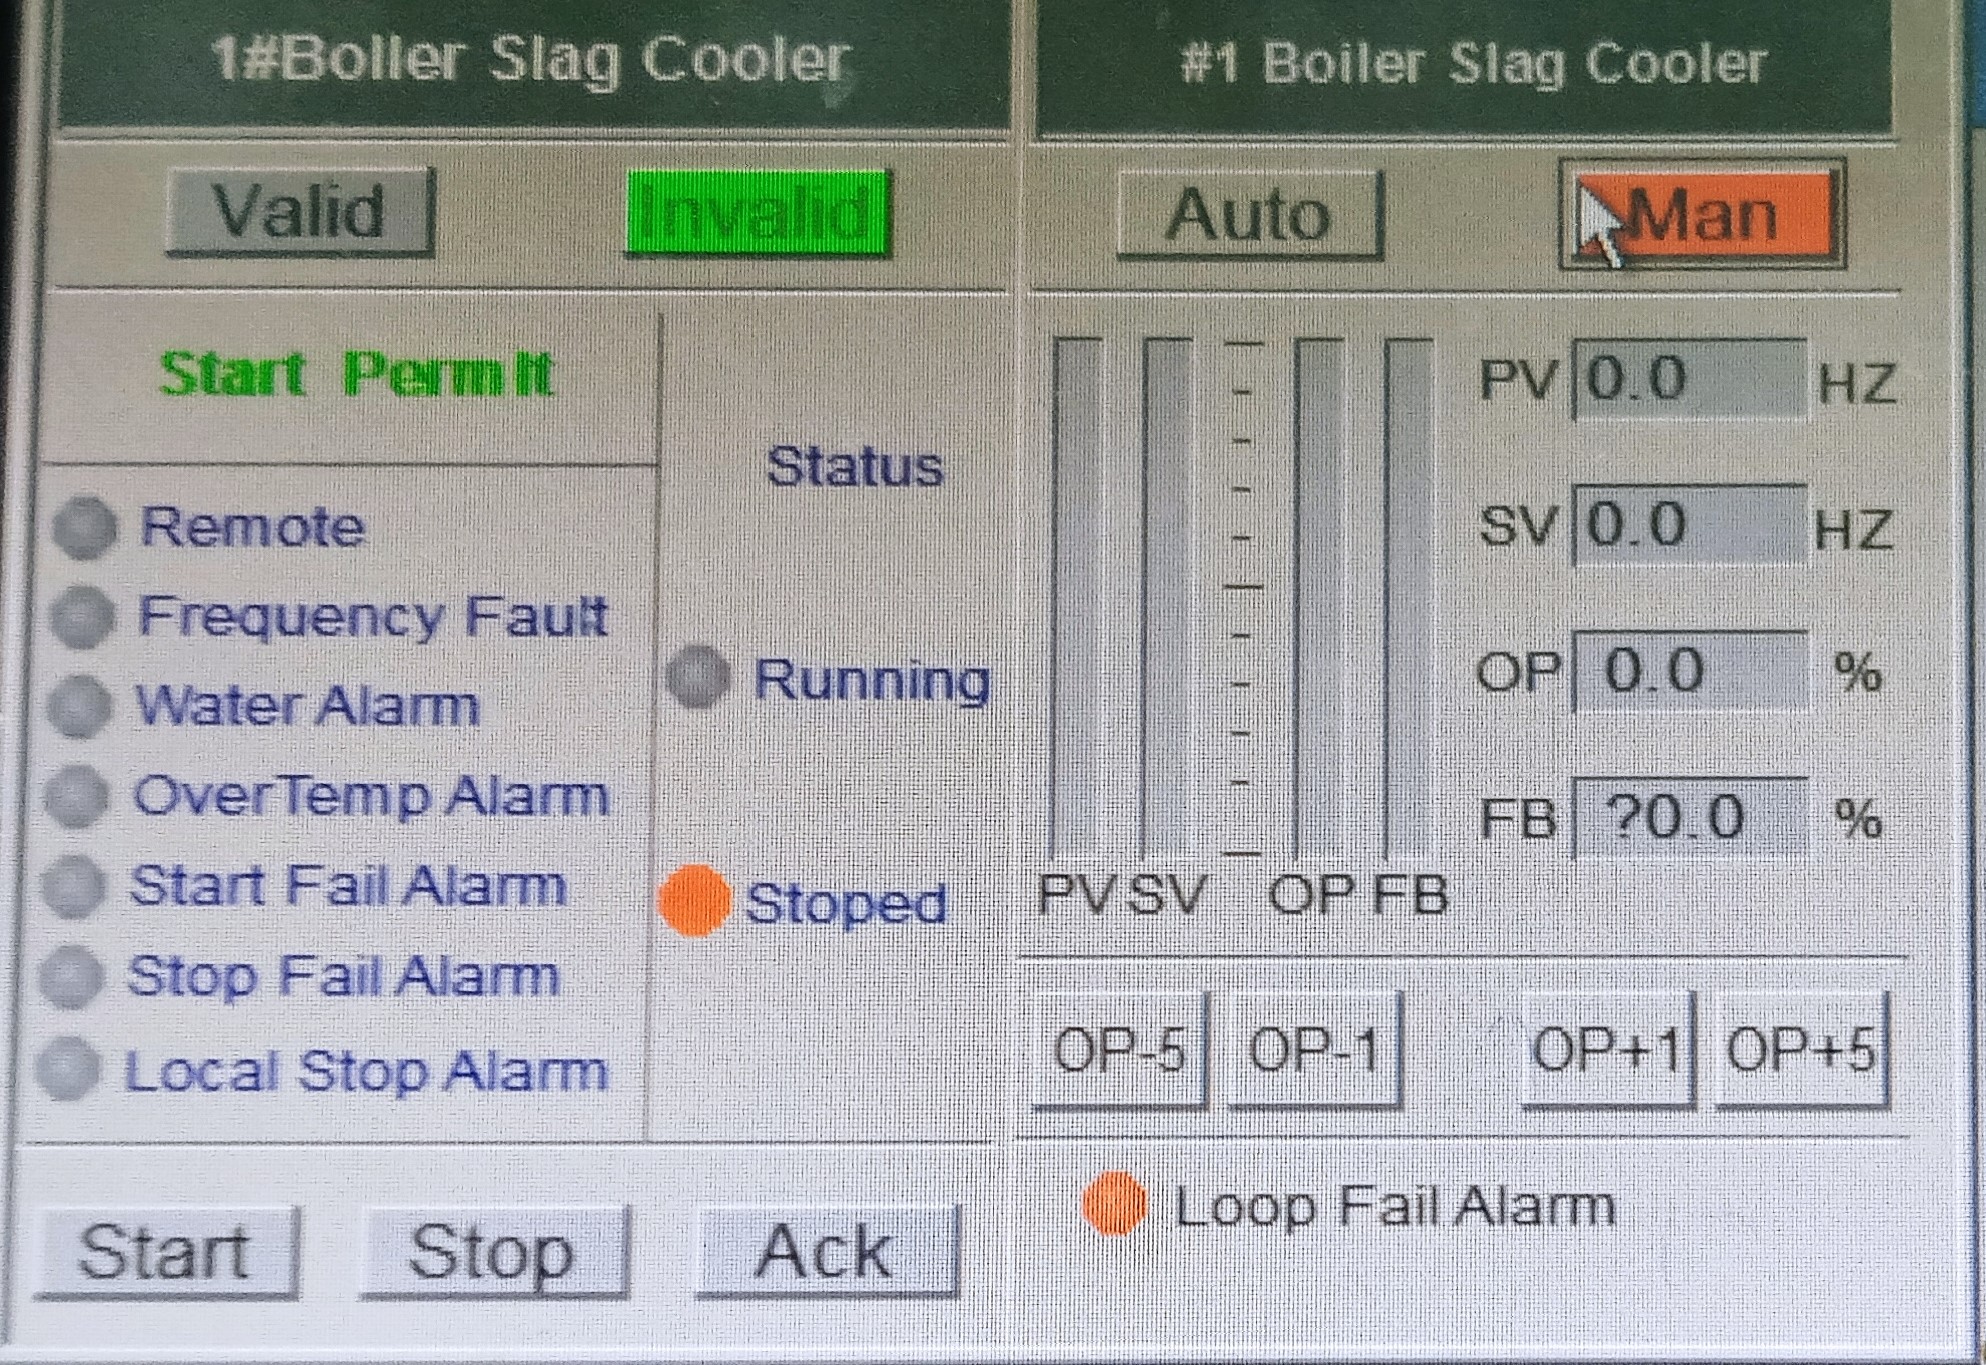 1#Boiler Slag Cooler
Valid Invalid
Start Permit
Remote
Frequency Fault
Water Alarm
OverTemp Alarm
Start Fail Alarm
Stop Fail Alarm
Local Stop Alarm
Status
Running
Stoped
Start Stop Ack
#1 Boiler Slag Cooler
Auto Man
PV 0.0 HZ
SV 0.0 HZ
OP 0.0 %
FB ?0.0 %
PV SV OP FB
OP-5 OP-1 OP+1 OP+5
Loop Fail Alarm